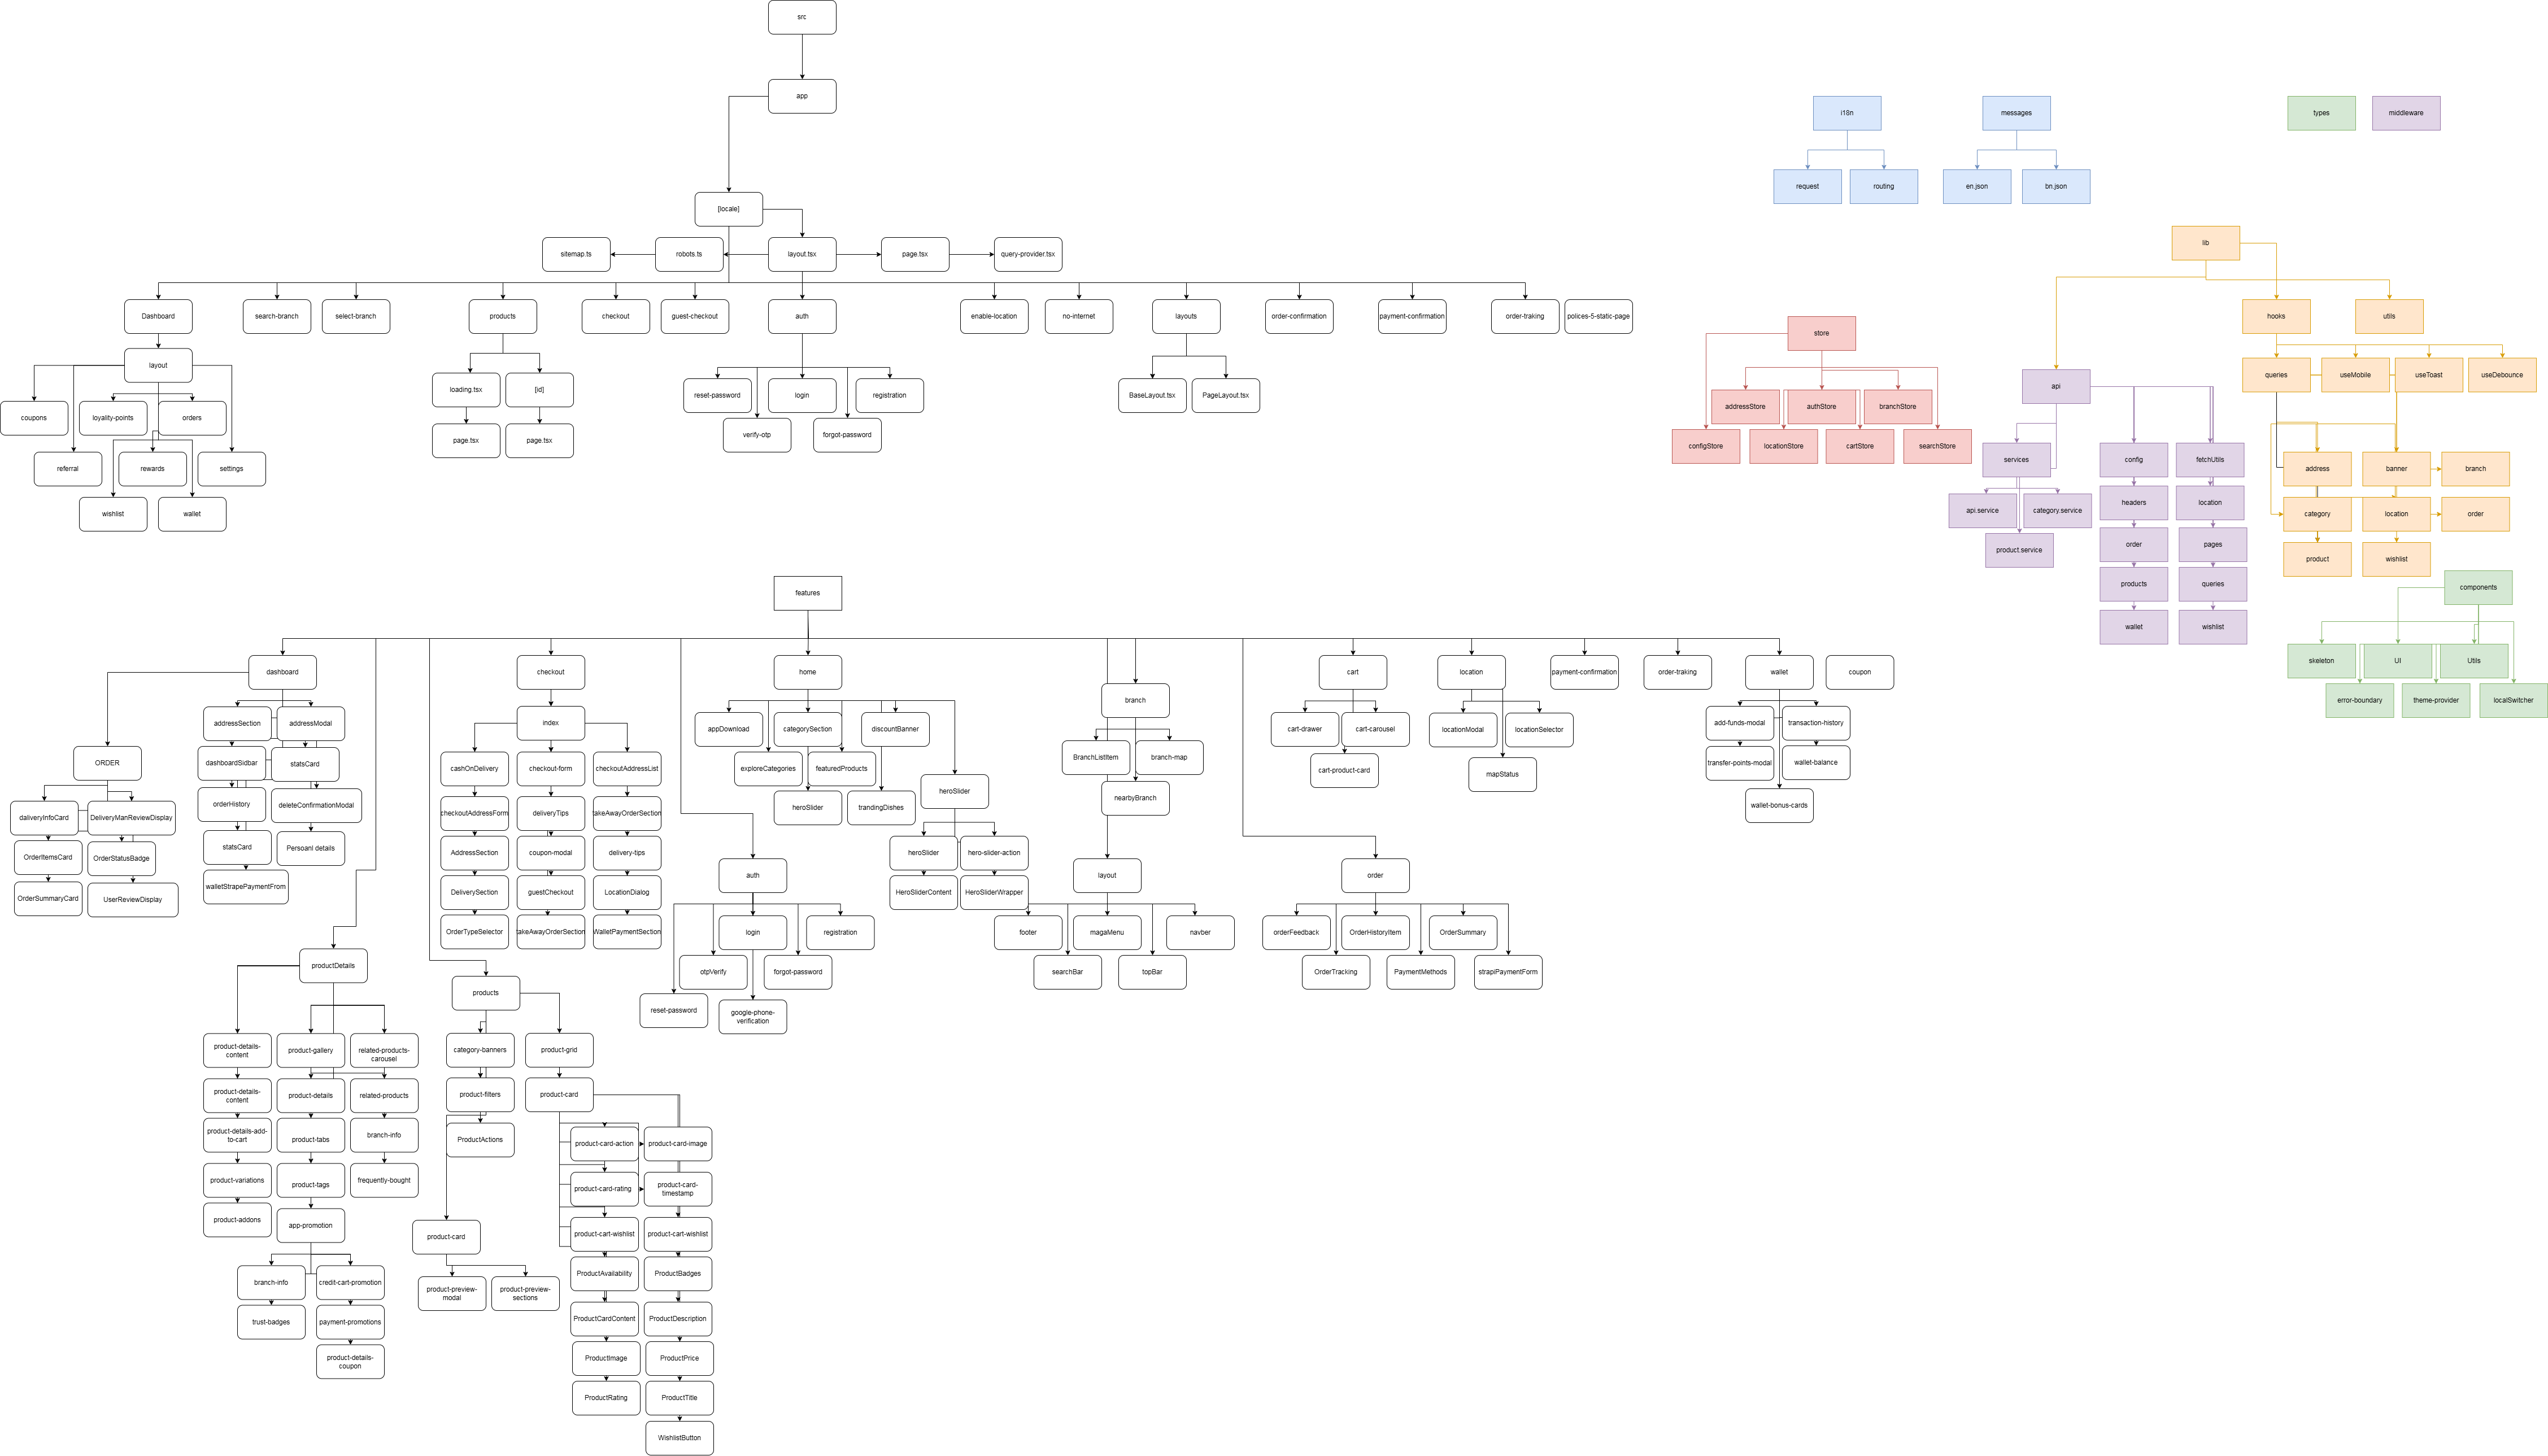 src
app
[locale]
sitemap.ts
robots.ts
layout.tsx
page.tsx
query-provider.tsx
Dashboard
search-branch
select-branch
products
checkout
guest-checkout
auth
enable-location
no-internet
layouts
order-confirmation
payment-confirmation
order-traking
polices-5-static-page
layout
coupons
loyality-points
orders
referral
rewards
settings
wishlist
wallet
loading.tsx
[id]
page.tsx
page.tsx
reset-password
login
registration
verify-otp
forgot-password
BaseLayout.tsx
PageLayout.tsx
i18n
messages
types
middleware
request
routing
en.json
bn.json
lib
store
addressStore
authStore
branchStore
configStore
locationStore
cartStore
searchStore
hooks
utils
api
queries
useMobile
useToast
useDebounce
services
config
fetchUtils
address
banner
branch
api.service
category.service
headers
location
category
location
order
product.service
order
pages
product
wishlist
products
queries
wallet
wishlist
components
skeleton
UI
Utils
error-boundary
theme-provider
localSwitcher
features
dashboard
checkout
home
branch
cart
location
payment-confirmation
order-traking
wallet
coupon
ORDER
addressSection
addressModal
dashboardSidbar
statsCard
orderHistory
deleteConfirmationModal
statsCard
Persoanl details
walletStrapePaymentFrom
daliveryInfoCard
DeliveryManReviewDisplay
OrderItemsCard
OrderStatusBadge
OrderSummaryCard
UserReviewDisplay
index
cashOnDelivery
checkout-form
checkoutAddressList
checkoutAddressForm
deliveryTips
takeAwayOrderSection
AddressSection
coupon-modal
delivery-tips
DeliverySection
guestCheckout
LocationDialog
OrderTypeSelector
takeAwayOrderSection
WalletPaymentSection
appDownload
categorySection
discountBanner
exploreCategories
featuredProducts
heroSlider
trandingDishes
heroSlider
heroSlider
hero-slider-action
HeroSliderContent
HeroSliderWrapper
BranchListItem
branch-map
nearbyBranch
cart-drawer
cart-carousel
cart-product-card
locationModal
locationSelector
mapStatus
add-funds-modal
transaction-history
transfer-points-modal
wallet-balance
wallet-bonus-cards
auth
login
registration
otpVerify
forgot-password
reset-password
google-phone-
verification
layout
footer
magaMenu
navber
searchBar
topBar
order
orderFeedback
OrderHistoryItem
OrderSummary
OrderTracking
PaymentMethods
strapiPaymentForm
productDetails
product-details-
content
product-gallery
related-products-
carousel
product-details-
content
product-details
related-products
product-details-add-
to-cart
product-tabs
branch-info
product-variations
product-tags
frequently-bought
product-addons
app-promotion
branch-info
credit-cart-promotion
trust-badges
payment-promotions
product-details-
coupon
products
category-banners
product-grid
product-filters
product-card
ProductActions
product-card
product-preview-
modal
product-preview-
sections
product-card-action
product-card-image
product-card-rating
product-card-
timestamp
product-cart-wishlist
product-cart-wishlist
ProductAvailability
ProductBadges
ProductCardContent
ProductDescription
ProductImage
ProductPrice
ProductRating
ProductTitle
WishlistButton